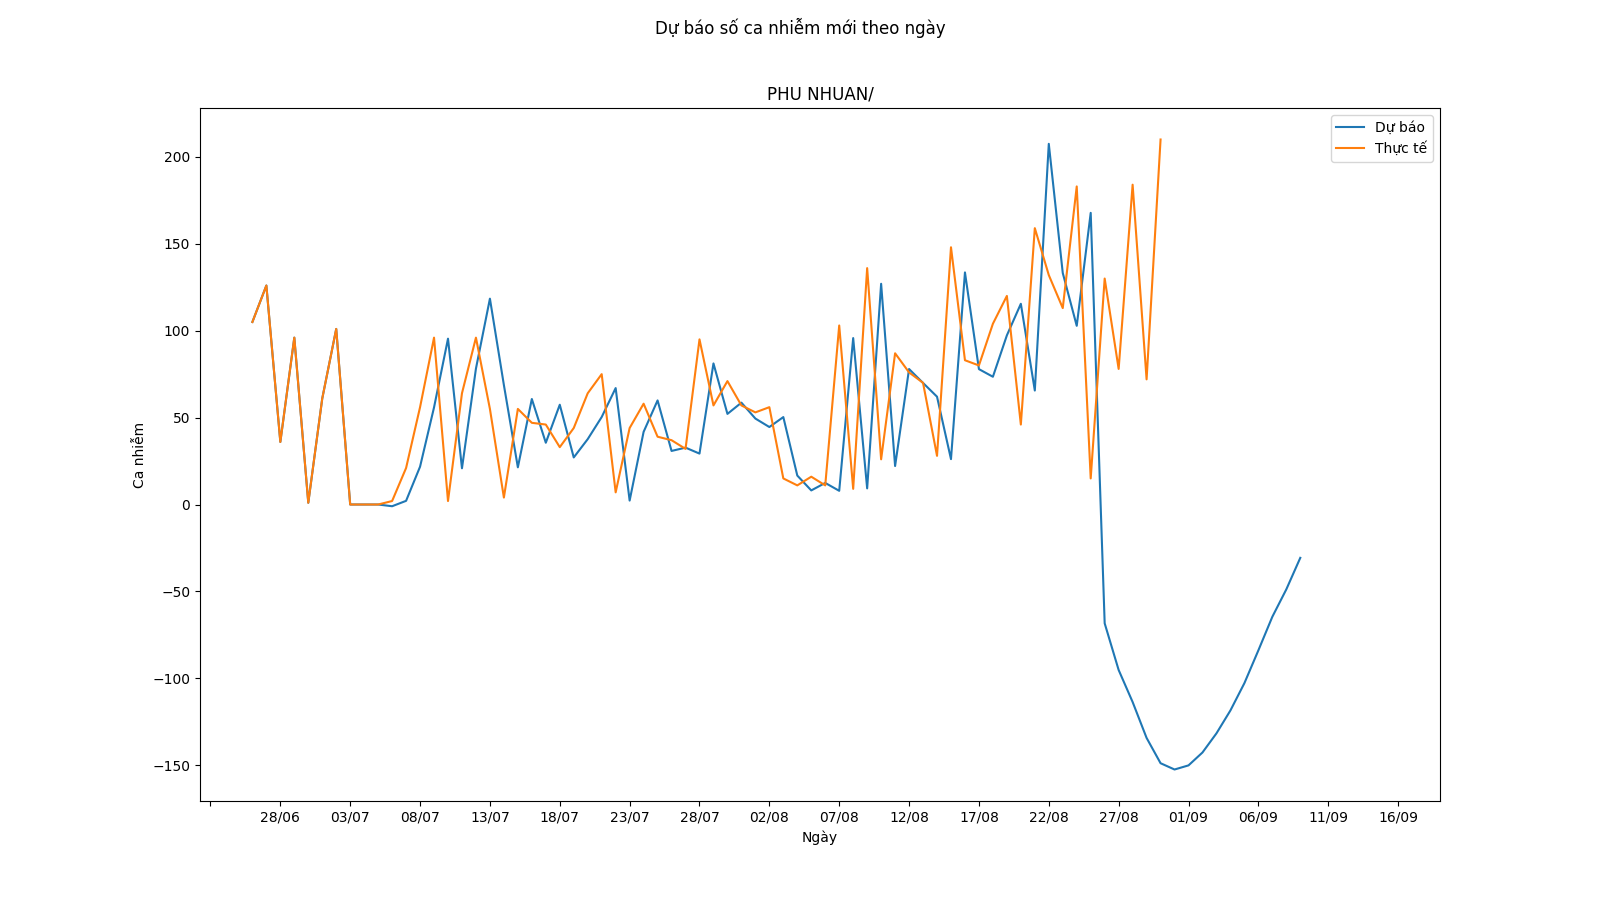 Dự báo số ca nhiễm mới theo ngày
PHU NHUAN/
Dự báo
Thực tế
200
150
100
50
0
−50
−100
−150
Ca nhiễm
28/06 03/07 08/07 13/07 18/07 23/07 28/07 02/08 07/08 12/08 17/08 22/08 27/08 01/09 06/09 11/09 16/09
Ngày